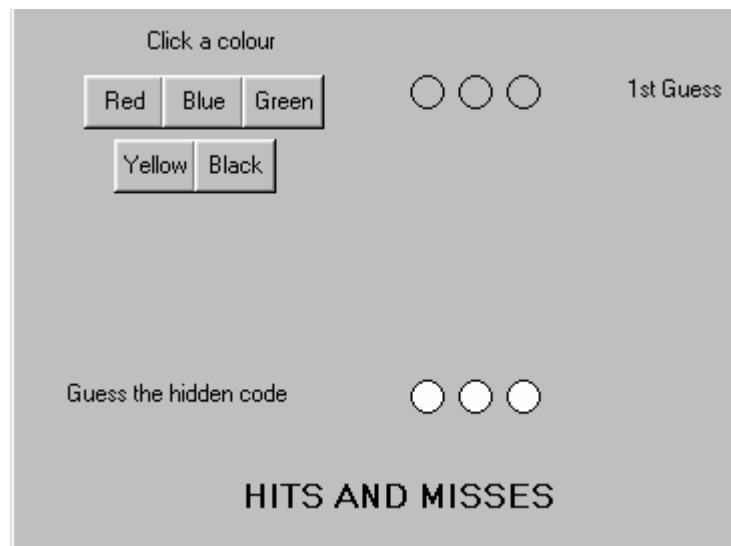 Click a colour
Red Blue Green
1st Guess
Yellow Black
Guess the hidden code
HITS AND MISSES